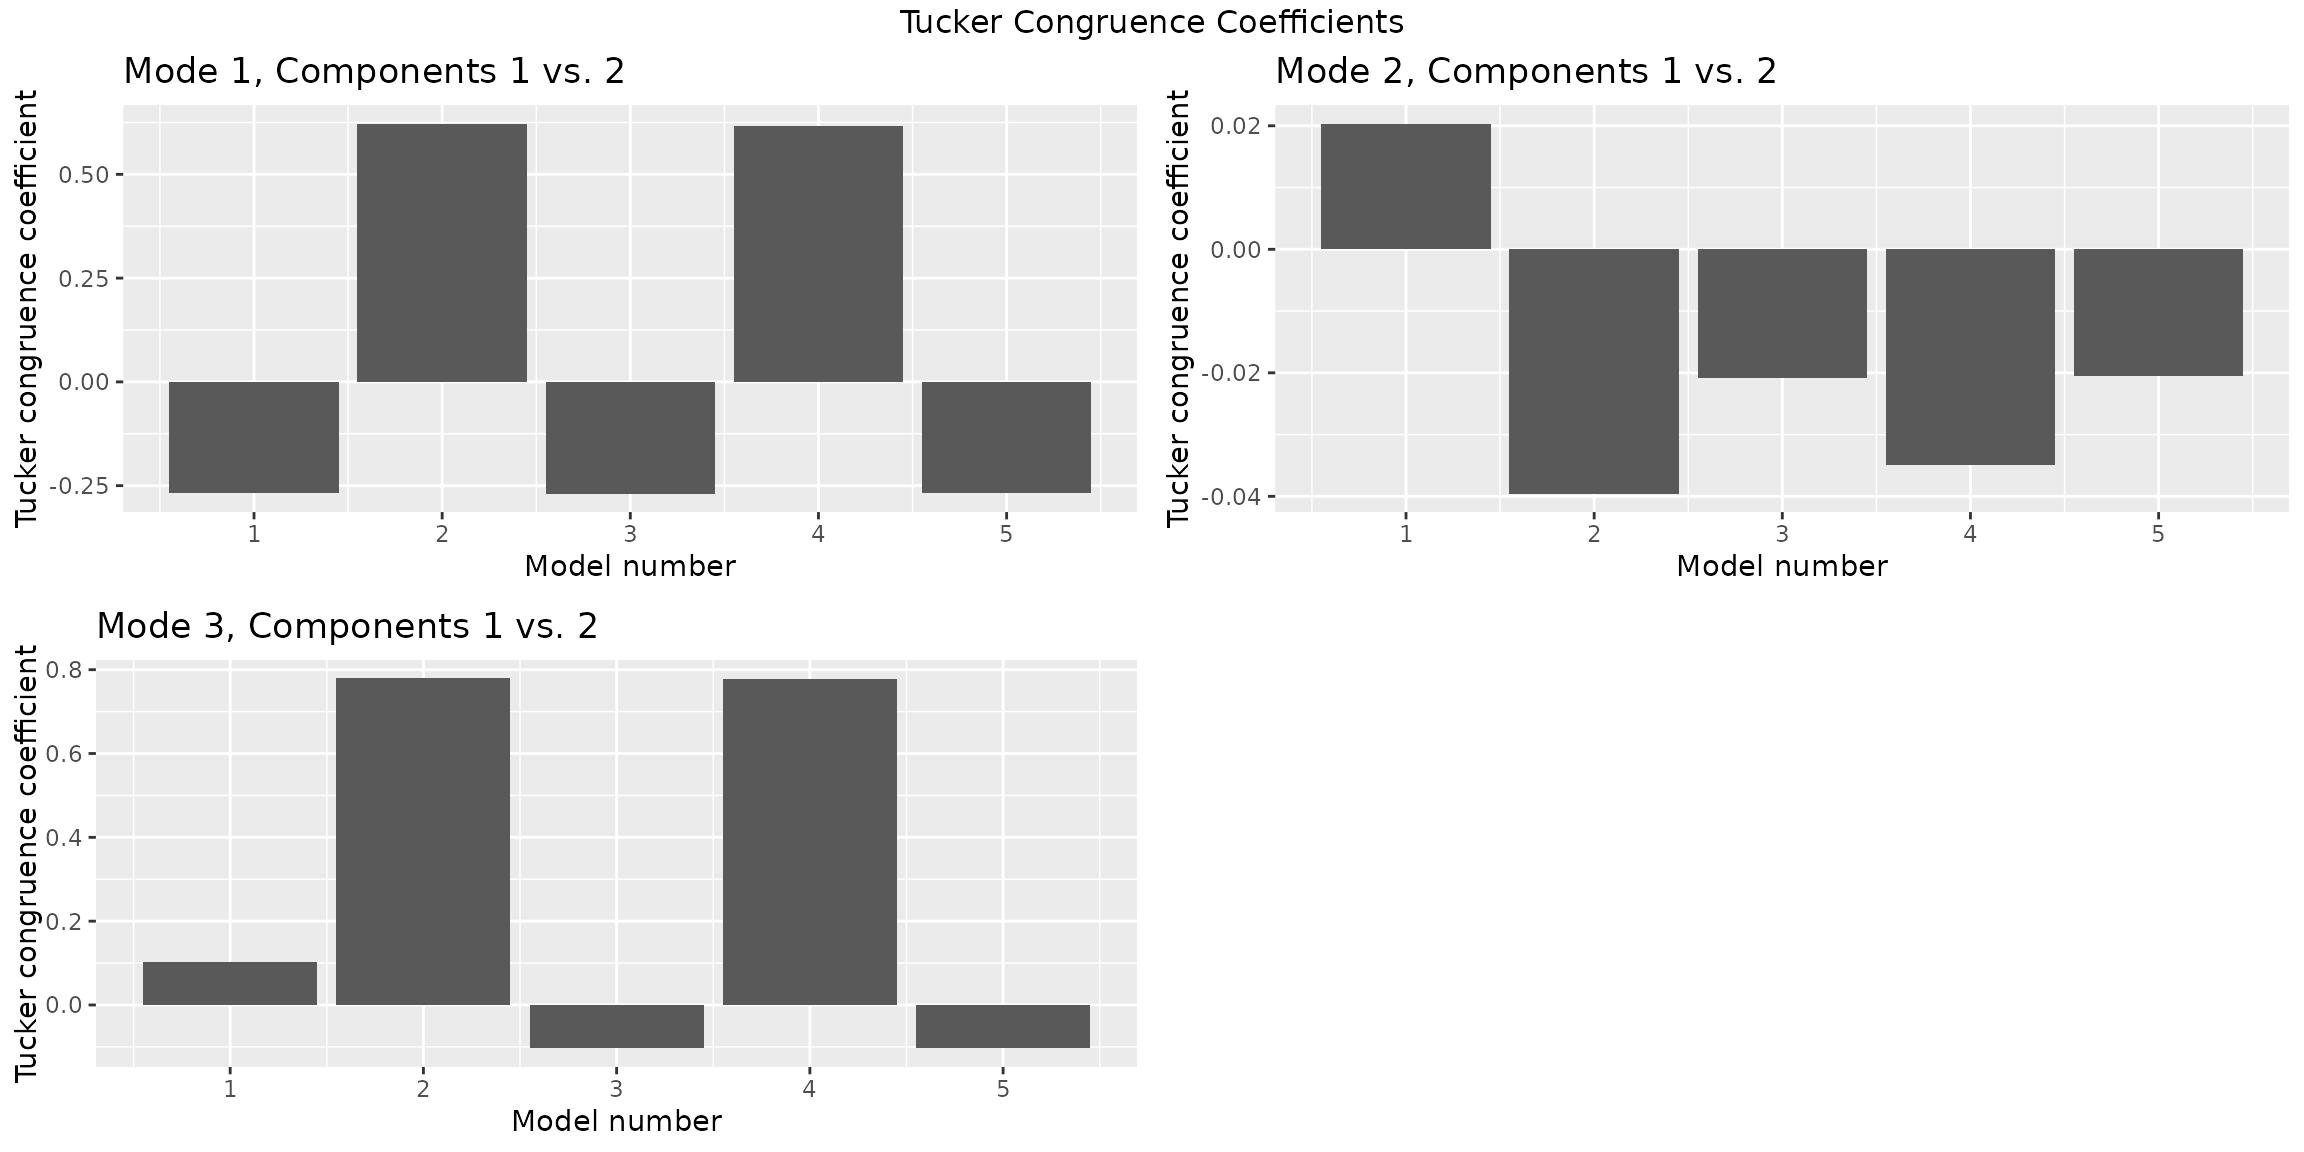 Tucker Congruence Coefficients
Mode 1, Components 1 vs. 2
Tucker congruence coefficient
0.50
0.25
0.00
-0.25
1 2 3 4 5
Model number
Mode 2, Components 1 vs. 2
Tucker congruence coefficient
0.02
0.00
-0.02
-0.04
1 2 3 4 5
Model number
Mode 3, Components 1 vs. 2
Tucker congruence coefficient
0.8
0.6
0.4
0.2
0.0
1 2 3 4 5
Model number